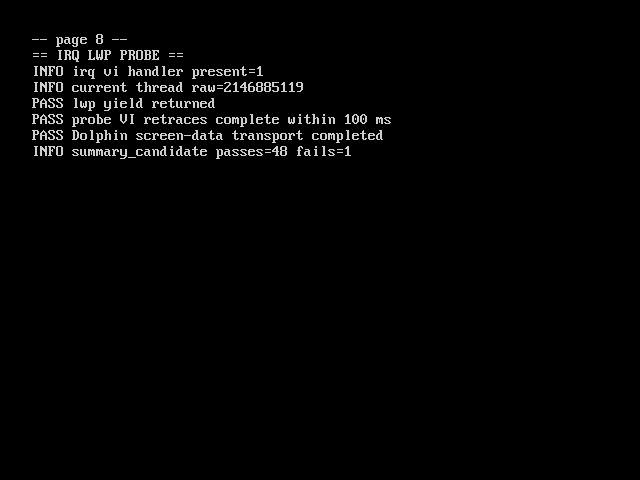 -- page 8 --
== IRQ LWP PROBE ==
INFO irq vi handler present=1
INFO current thread raw=2146885119
PASS lwp yield returned
PASS probe VI retraces complete within 100 ms
PASS Dolphin screen-data transport completed
INFO summary_candidate passes=48 fails=1